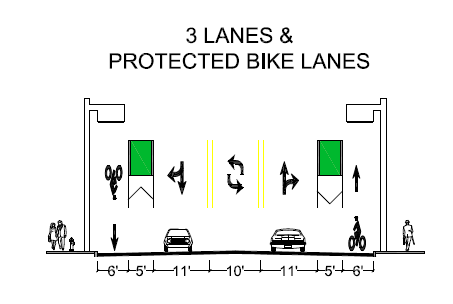 3 LANES &
PROTECTED BIKE LANES
6' 5' 11' 10' 11' 5' 6'